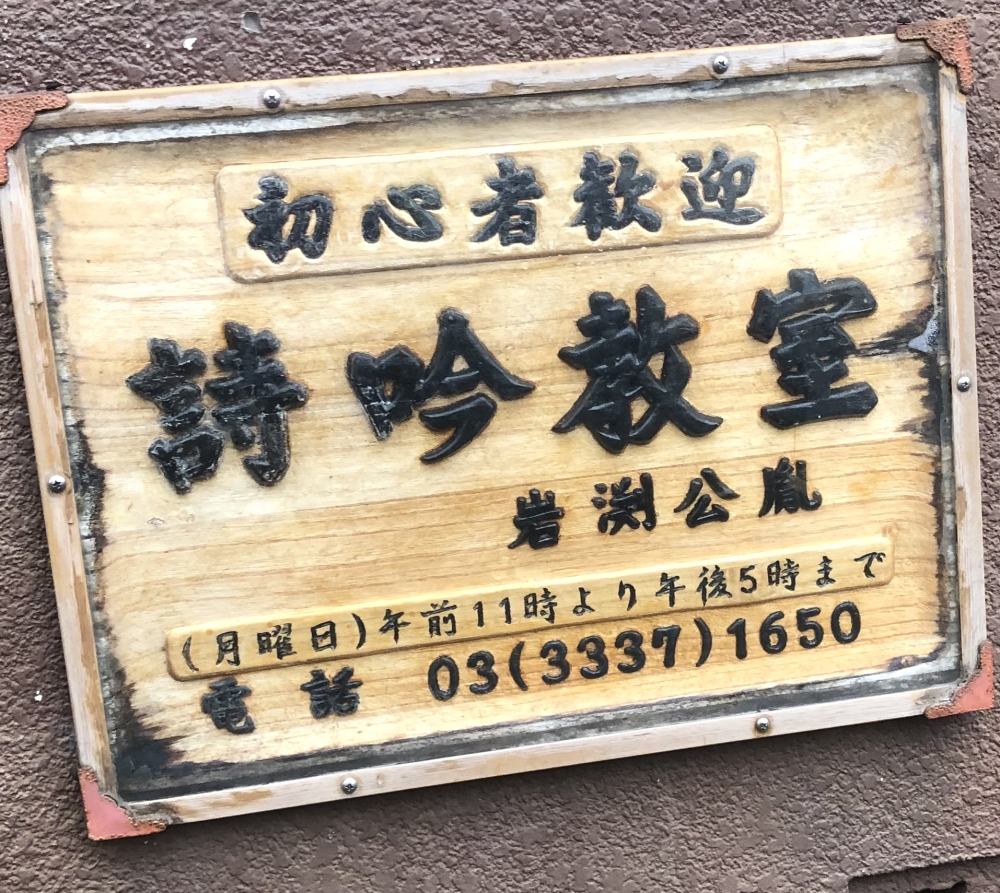 初心者歓迎
詩吟教室
岩渕公胤
(月曜日)午前11時より午後5時まで
電話 03(3337)1650